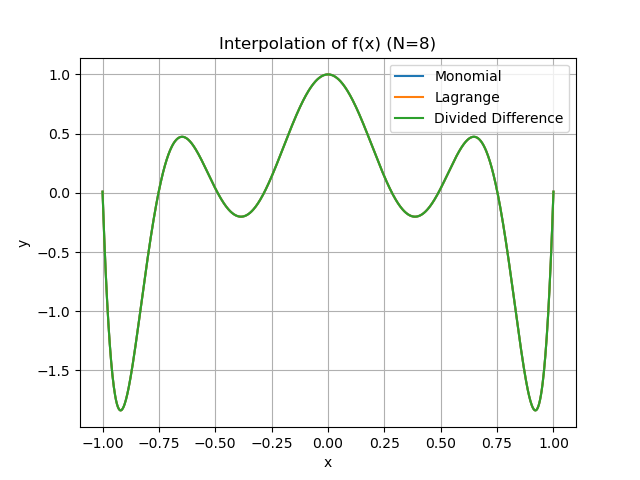 Interpolation of f(x) (N=8)
Monomial
Lagrange
Divided Difference
1.0
0.5
0.0
−0.5
−1.0
−1.5
y
−1.00
−0.75
−0.50
−0.25
0.00
0.25
0.50
0.75
1.00
x